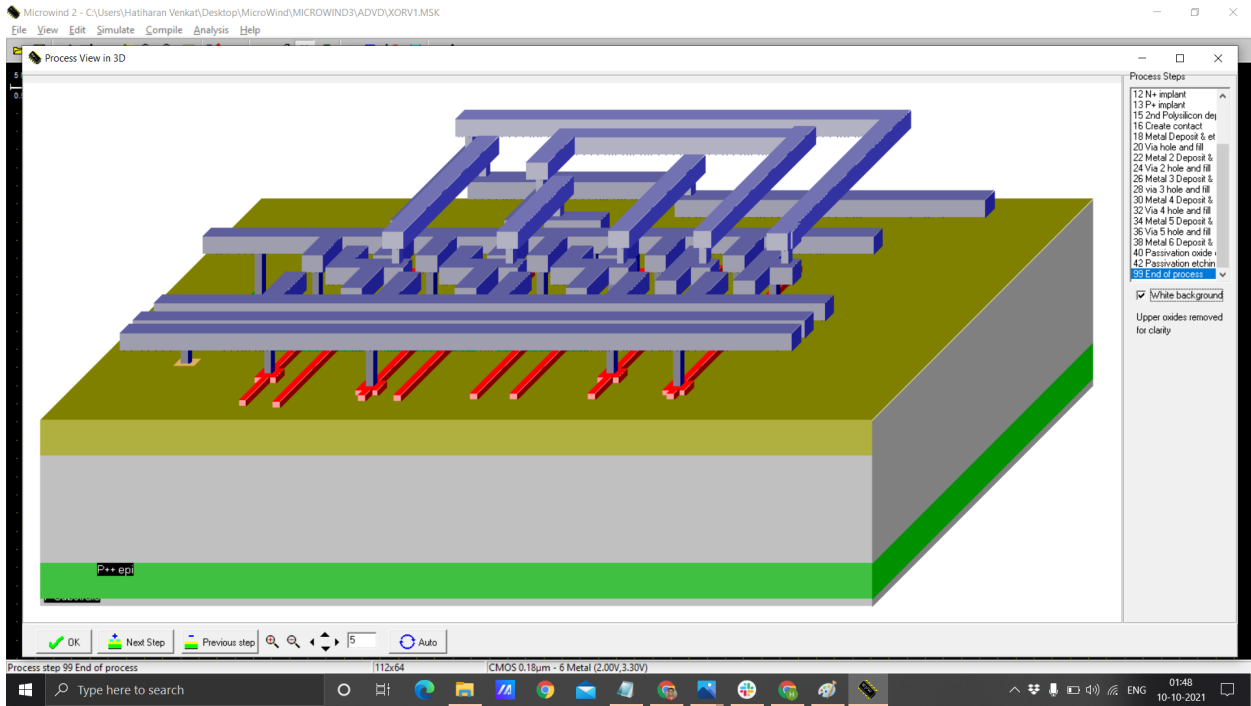 Microwind 2 - C:\Users\Hatiharan Venkat\Desktop\MicroWind\MICROWIND3\ADVD\XORV1.MSK
File View Edit Simulate Compile Analysis Help
Process View in 3D
Process Steps
12 N+ implant
13 P+ implant
15 2nd Polysilicon dep
16 Create contact
18 Metal Deposit & et
20 Via hole and fill
22 Metal 2 Deposit &
24 Via 2 hole and fill
26 Metal 3 Deposit &
28 via 3 hole and fill
30 Metal 4 Deposit &
32 Via 4 hole and fill
34 Metal 5 Deposit &
36 Via 5 hole and fill
38 Metal 6 Deposit &
40 Passivation oxide
42 Passivation etchin
99 End of process
White background
Upper oxides removed
for clarity
P++ epi
OK Next Step Previous step 5 Auto
Process step 99 End of process 112x64 CMOS 0.18µm - 6 Metal (2.00V,3.30V)
Type here to search
ENG
01:48
10-10-2021